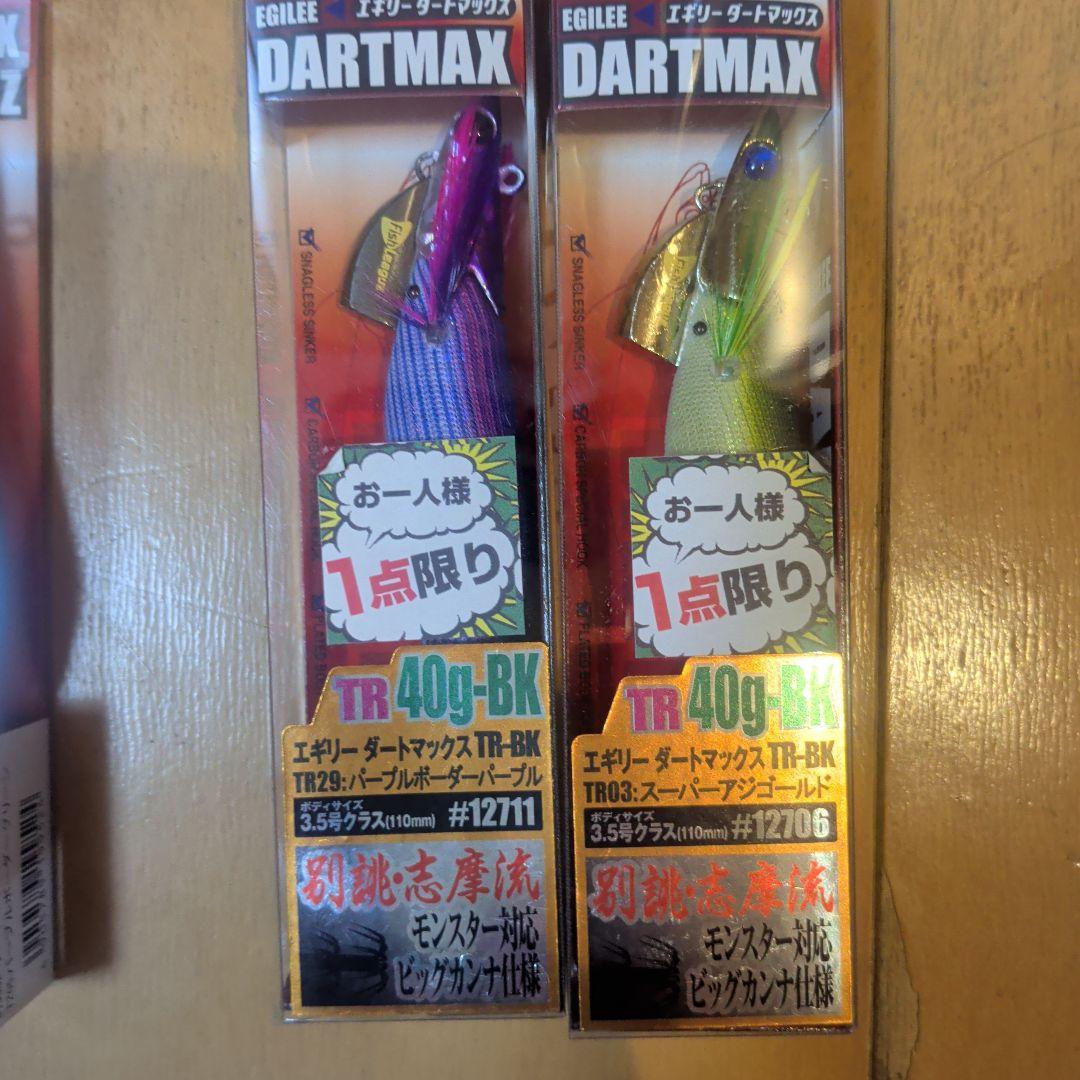 EGILEE エギリー ダートマックス
DARTMAX
Fish League
SNAGLESS SINKER
お一人様
1点限り
TR 40g-BK
エギリー ダートマックス TR-BK
TR29:パープルボーダーパープル
ボディサイズ
3.5号クラス(110mm) #12711
別誂・志摩流
モンスター対応
ビッグカンナ仕様
EGILEE エギリー ダートマックス
DARTMAX
SNAGLESS SINKER
CARBON SPECIAL HOOK
お一人様
1点限り
TR 40g-BK
エギリー ダートマックス TR-BK
TR03:スーパーアジゴールド
ボディサイズ
3.5号クラス(110mm) #12706
別誂・志摩流
モンスター対応
ビッグカンナ仕様